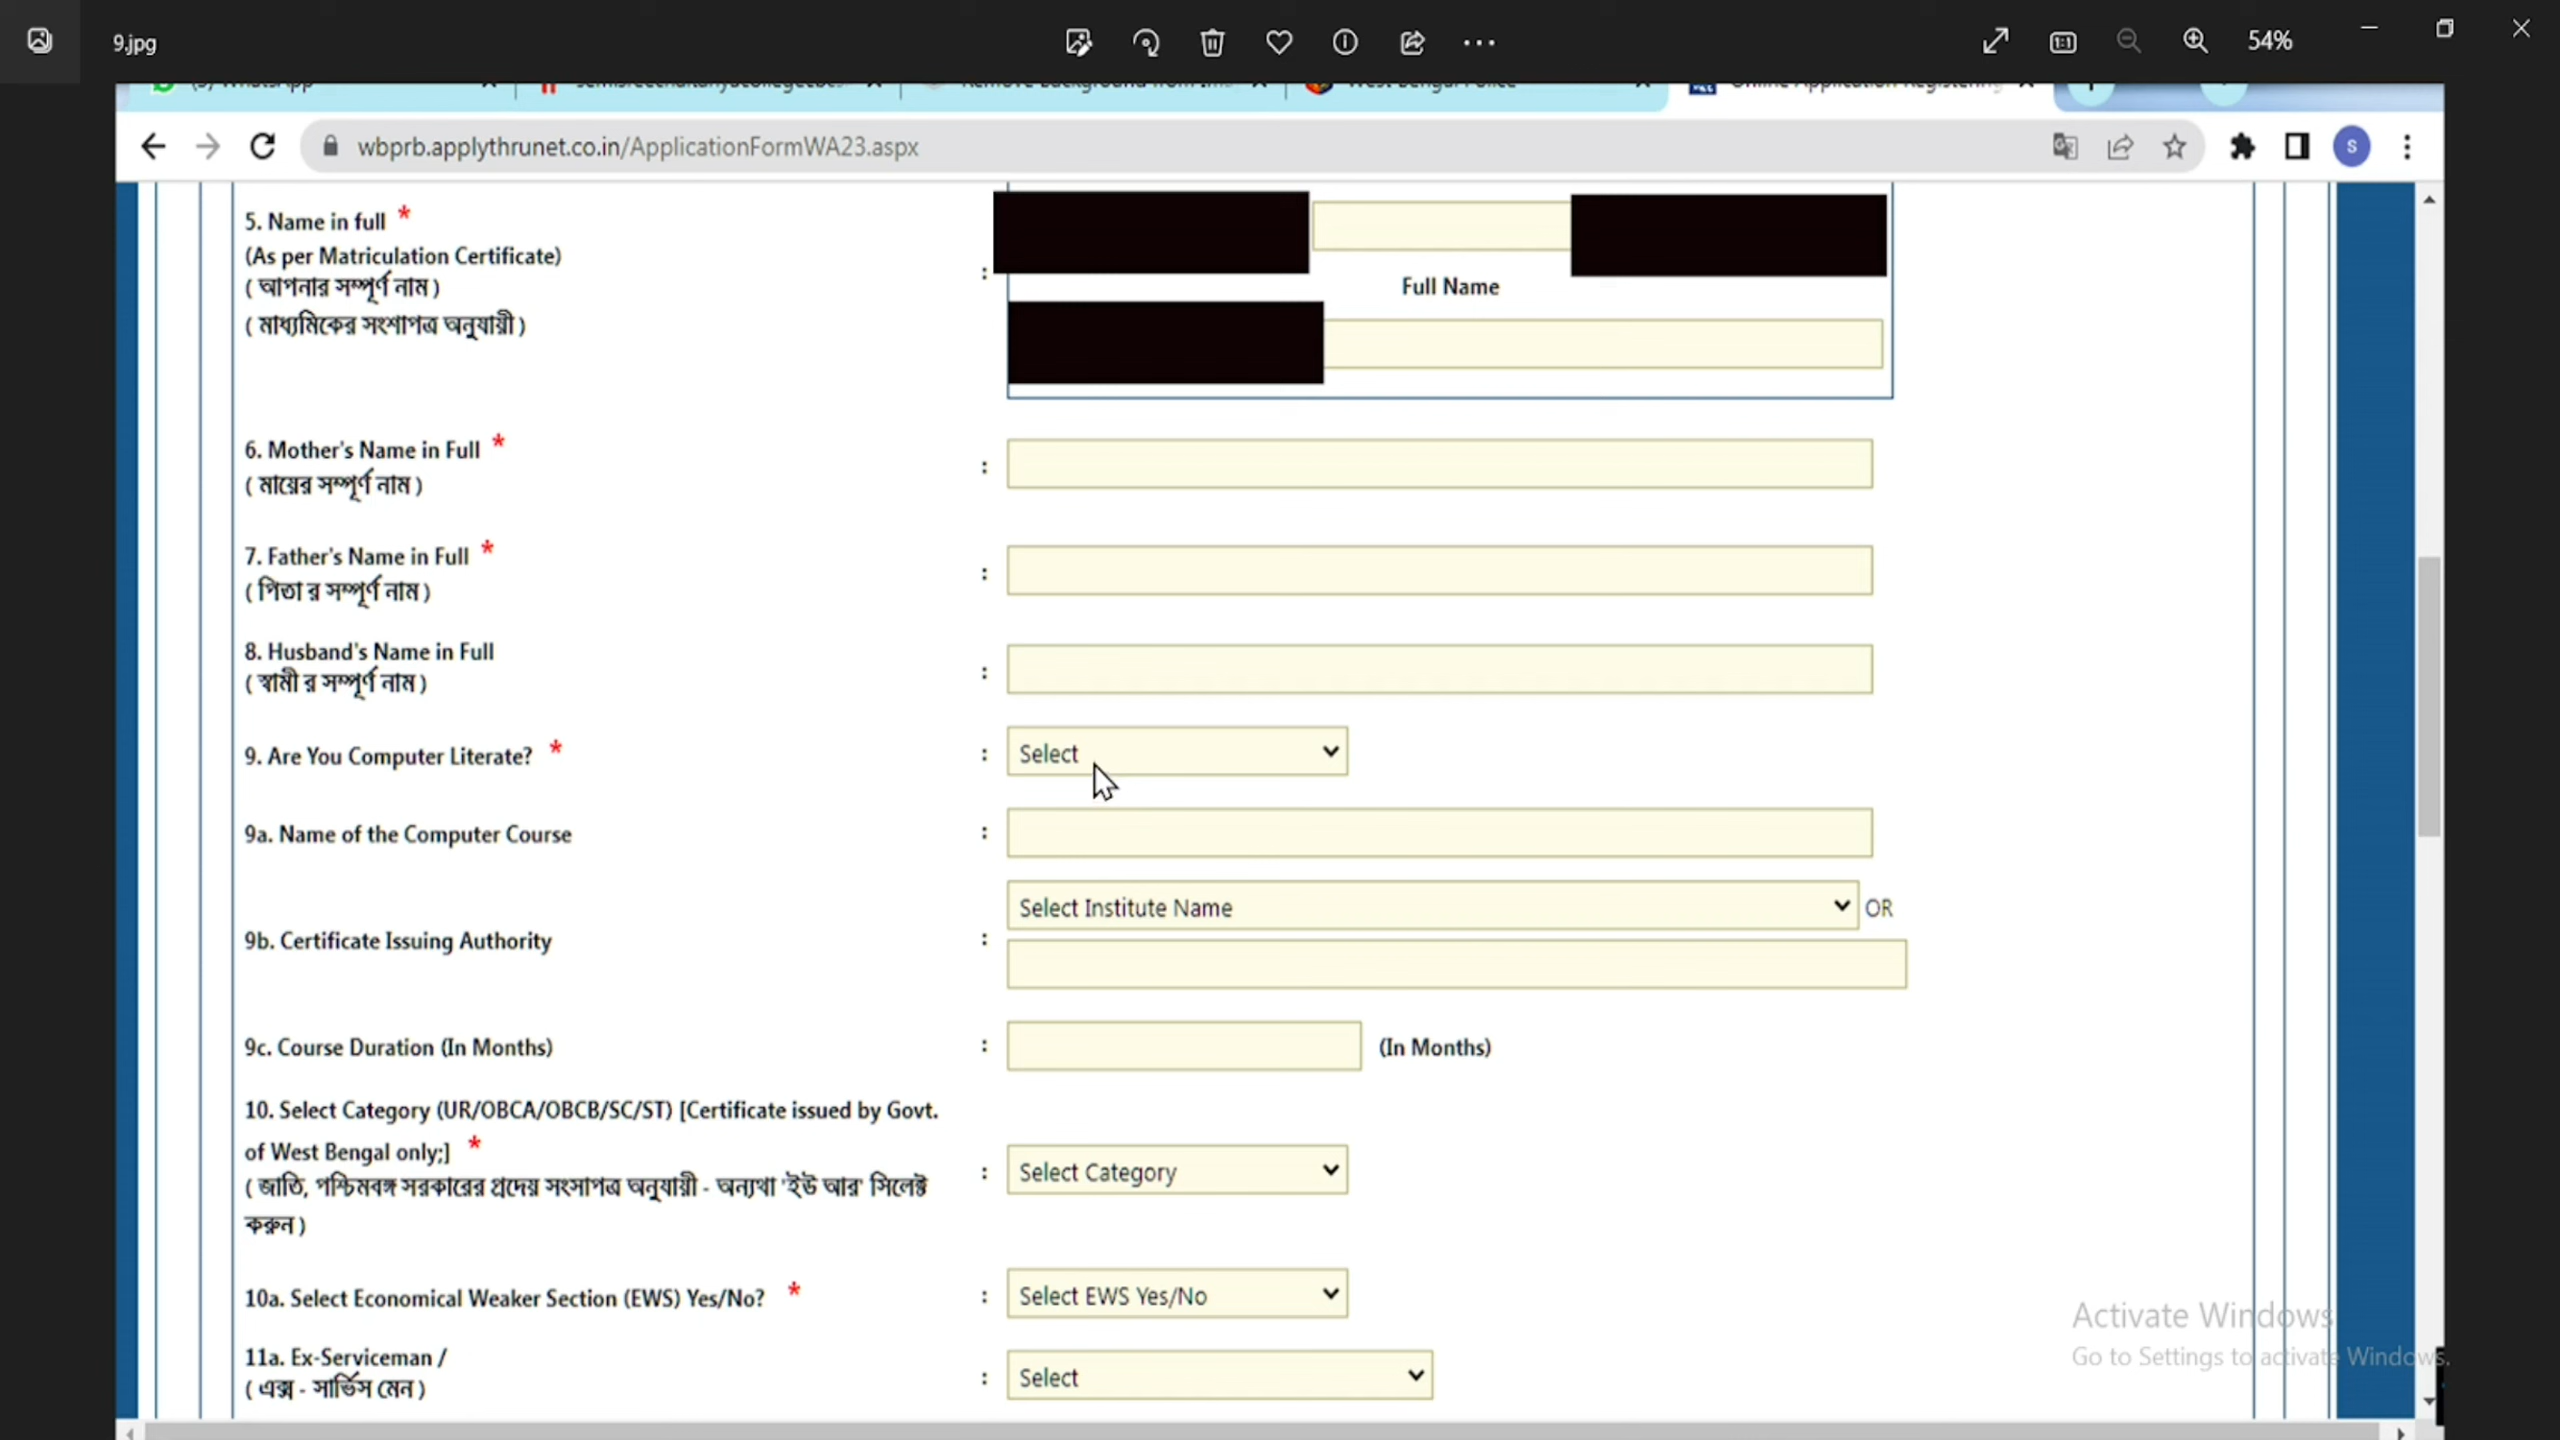 9.jpg
54%
wbprb.applythrunet.co.in/ApplicationFormWA23.aspx
S
5. Name in full *
(As per Matriculation Certificate)
( আপনার সম্পূর্ণ নাম )
( মাধ্যমিকের সংশাপত্র অনুযায়ী )
:
Full Name
6. Mother's Name in Full *
( মায়ের সম্পূর্ণ নাম )
:
7. Father's Name in Full *
( পিতা র সম্পূর্ণ নাম )
:
8. Husband's Name in Full
( স্বামী র সম্পূর্ণ নাম )
:
9. Are You Computer Literate? * : Select
9a. Name of the Computer Course :
Select Institute Name OR
9b. Certificate Issuing Authority :
9c. Course Duration (In Months) : (In Months)
10. Select Category (UR/OBCA/OBCB/SC/ST) [Certificate issued by Govt.
of West Bengal only;] *
: Select Category
( জাতি, পশ্চিমবঙ্গ সরকারের প্রদেয় সংসাপত্র অনুযায়ী - অন্যথা 'ইউ আর' সিলেক্ট
করুন )
10a. Select Economical Weaker Section (EWS) Yes/No? * : Select EWS Yes/No
11a. Ex-Serviceman /
( এক্স - সার্ভিস মেন )
: Select
Activate Windows
Go to Settings to activate Windows.